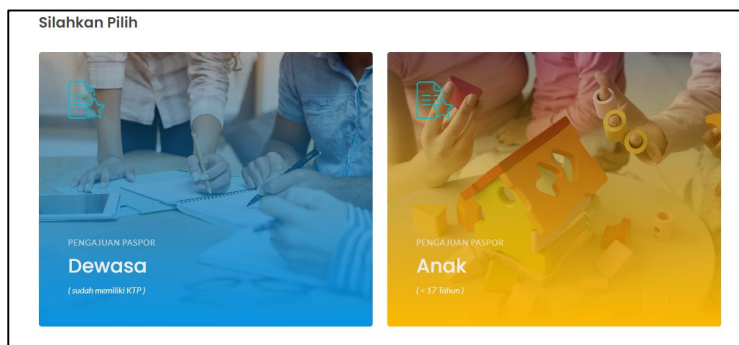 Silahkan Pilih
PENGAJUAN PASPOR
Dewasa
( sudah memiliki KTP )
PENGAJUAN PASPOR
Anak
( < 17 Tahun )